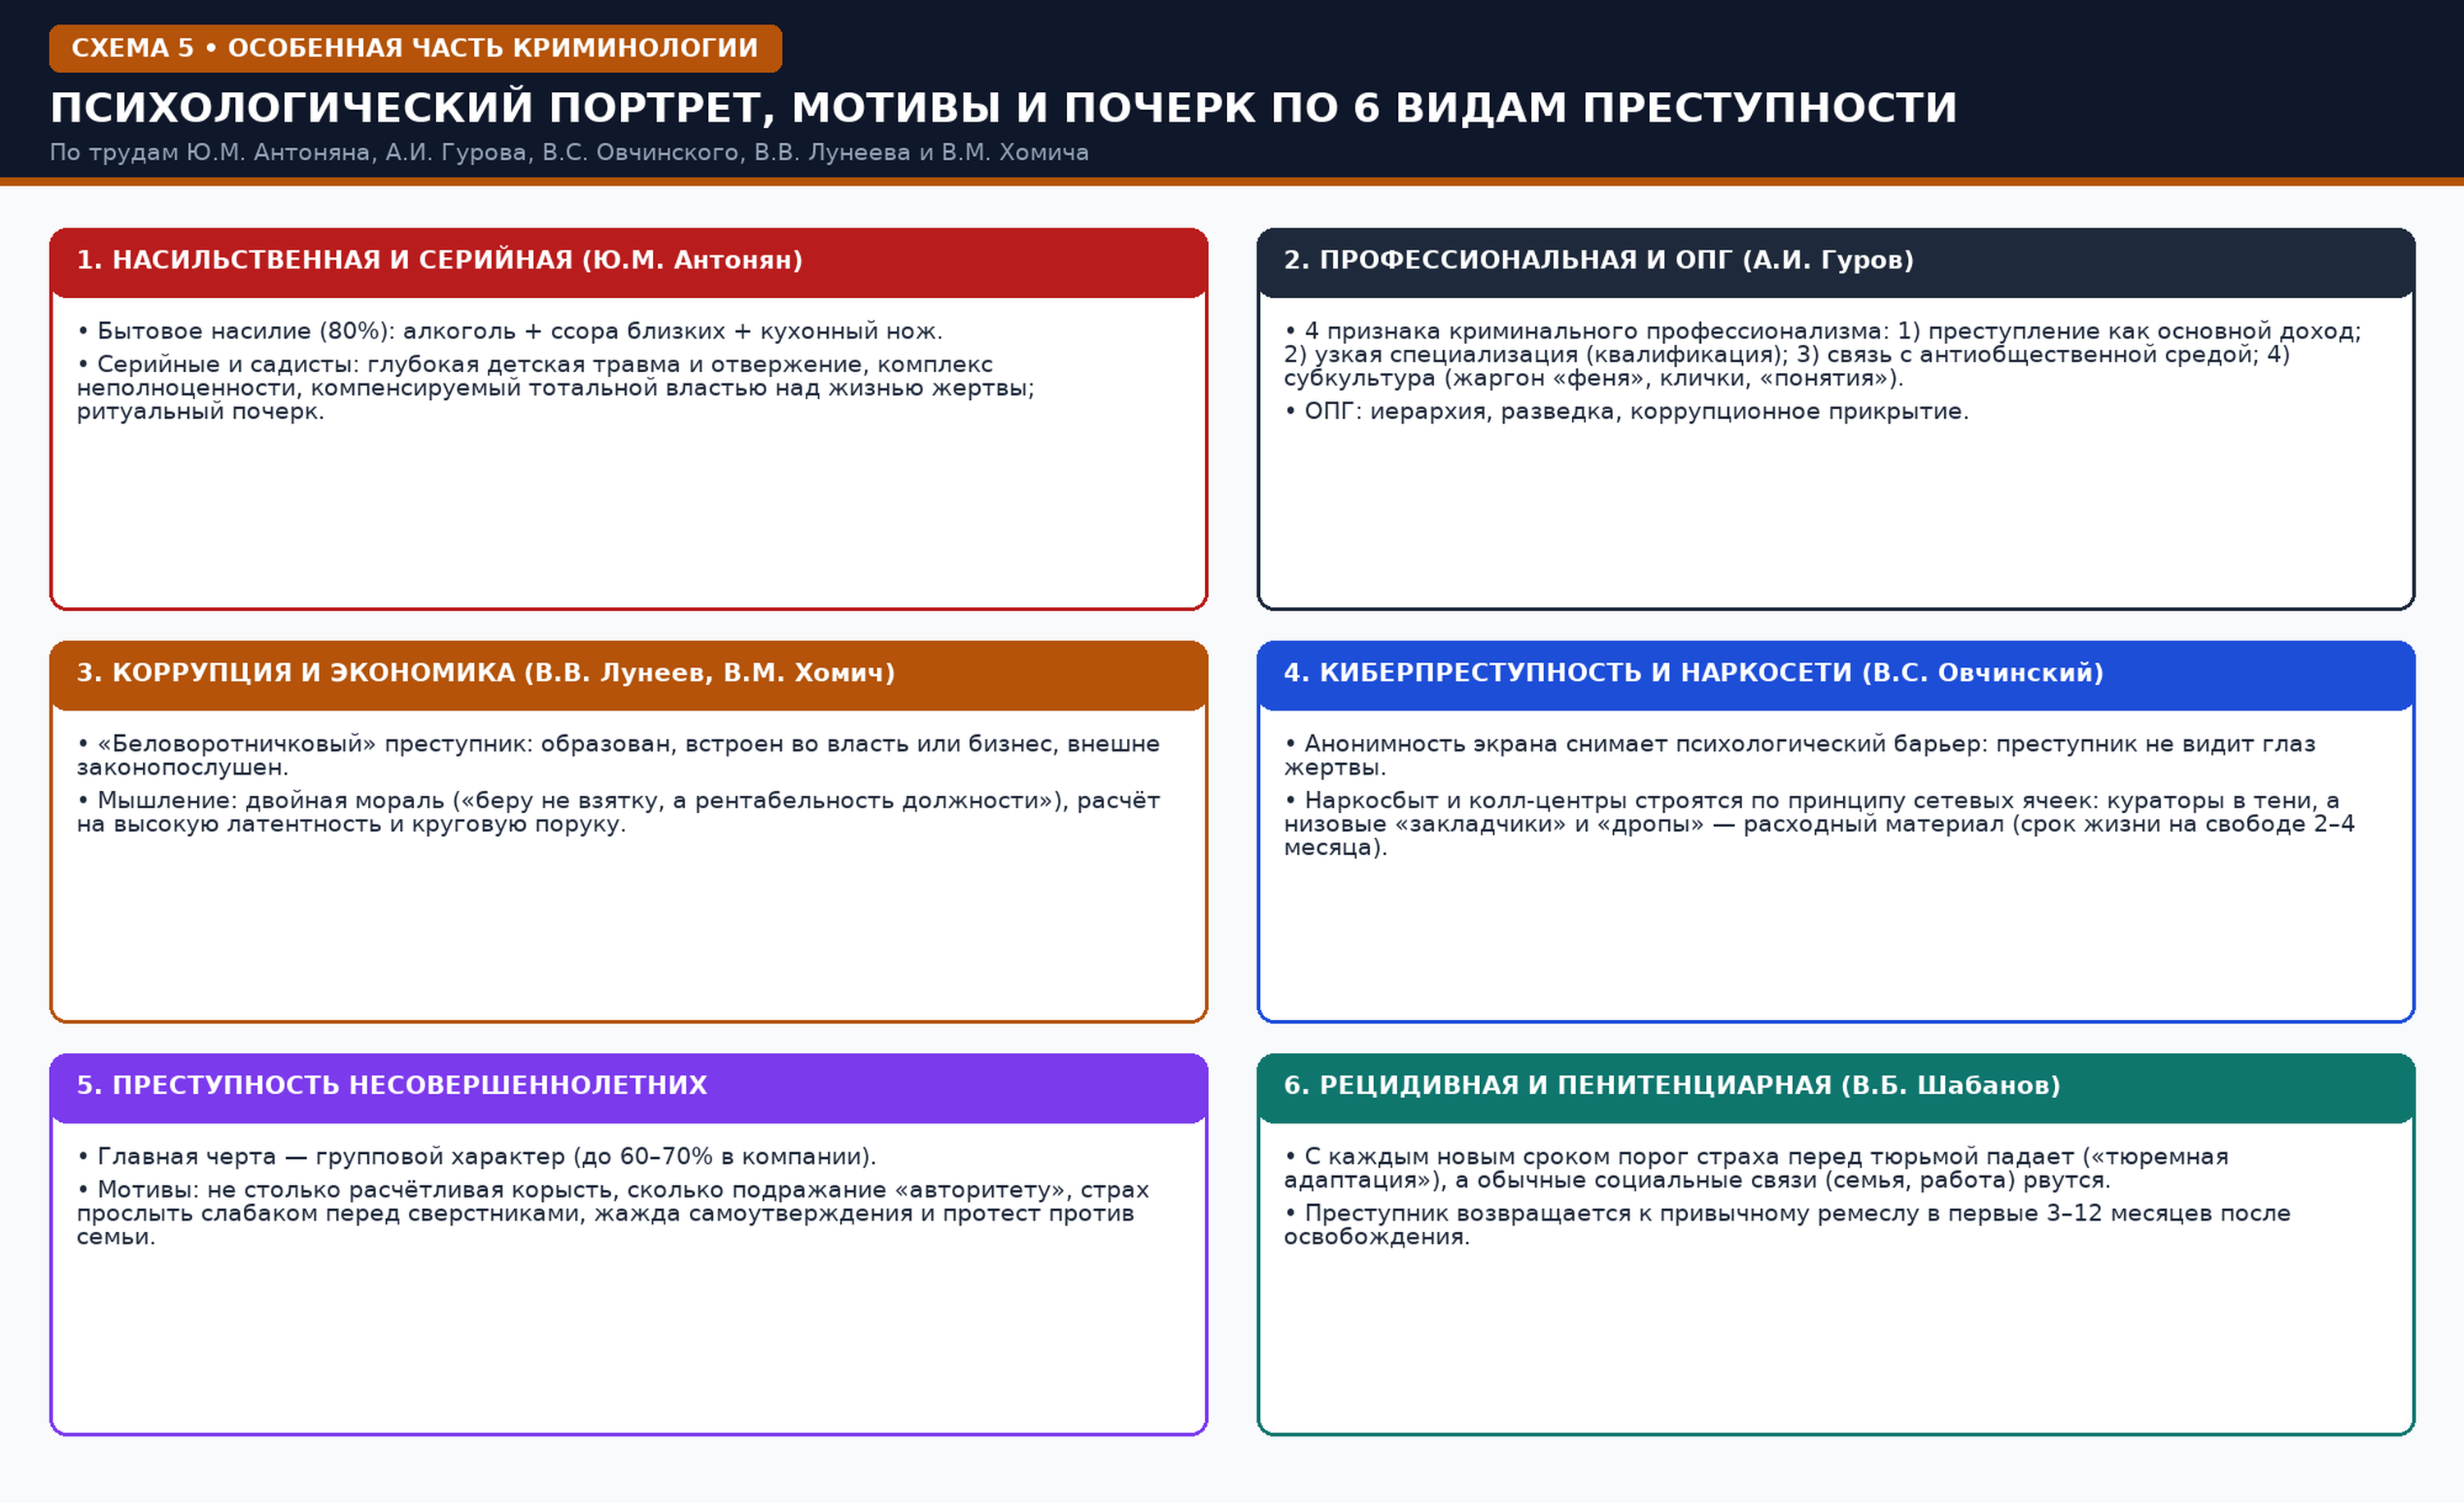 СХЕМА 5 • ОСОБЕННАЯ ЧАСТЬ КРИМИНОЛОГИИ
ПСИХОЛОГИЧЕСКИЙ ПОРТРЕТ, МОТИВЫ И ПОЧЕРК ПО 6 ВИДАМ ПРЕСТУПНОСТИ
По трудам Ю.М. Антоняна, А.И. Гурова, В.С. Овчинского, В.В. Лунеева и В.М. Хомича
1. НАСИЛЬСТВЕННАЯ И СЕРИЙНАЯ (Ю.М. Антонян)
• Бытовое насилие (80%): алкоголь + ссора близких + кухонный нож.
• Серийные и садисты: глубокая детская травма и отвержение, комплекс
неполноценности, компенсируемый тотальной властью над жизнью жертвы;
ритуальный почерк.
2. ПРОФЕССИОНАЛЬНАЯ И ОПГ (А.И. Гуров)
• 4 признака криминального профессионализма: 1) преступление как основной доход;
2) узкая специализация (квалификация); 3) связь с антиобщественной средой; 4)
субкультура (жаргон «феня», клички, «понятия»).
• ОПГ: иерархия, разведка, коррупционное прикрытие.
3. КОРРУПЦИЯ И ЭКОНОМИКА (В.В. Лунеев, В.М. Хомич)
• «Беловоротничковый» преступник: образован, встроен во власть или бизнес, внешне
законопослушен.
• Мышление: двойная мораль («беру не взятку, а рентабельность должности»), расчёт
на высокую латентность и круговую поруку.
4. КИБЕРПРЕСТУПНОСТЬ И НАРКОСЕТИ (В.С. Овчинский)
• Анонимность экрана снимает психологический барьер: преступник не видит глаз
жертвы.
• Наркосбыт и колл-центры строятся по принципу сетевых ячеек: кураторы в тени, а
низовые «закладчики» и «дропы» — расходный материал (срок жизни на свободе 2–4
месяца).
5. ПРЕСТУПНОСТЬ НЕСОВЕРШЕННОЛЕТНИХ
• Главная черта — групповой характер (до 60–70% в компании).
• Мотивы: не столько расчётливая корысть, сколько подражание «авторитету», страх
прослыть слабаком перед сверстниками, жажда самоутверждения и протест против
семьи.
6. РЕЦИДИВНАЯ И ПЕНИТЕНЦИАРНАЯ (В.Б. Шабанов)
• С каждым новым сроком порог страха перед тюрьмой падает («тюремная
адаптация»), а обычные социальные связи (семья, работа) рвутся.
• Преступник возвращается к привычному ремеслу в первые 3–12 месяцев после
освобождения.